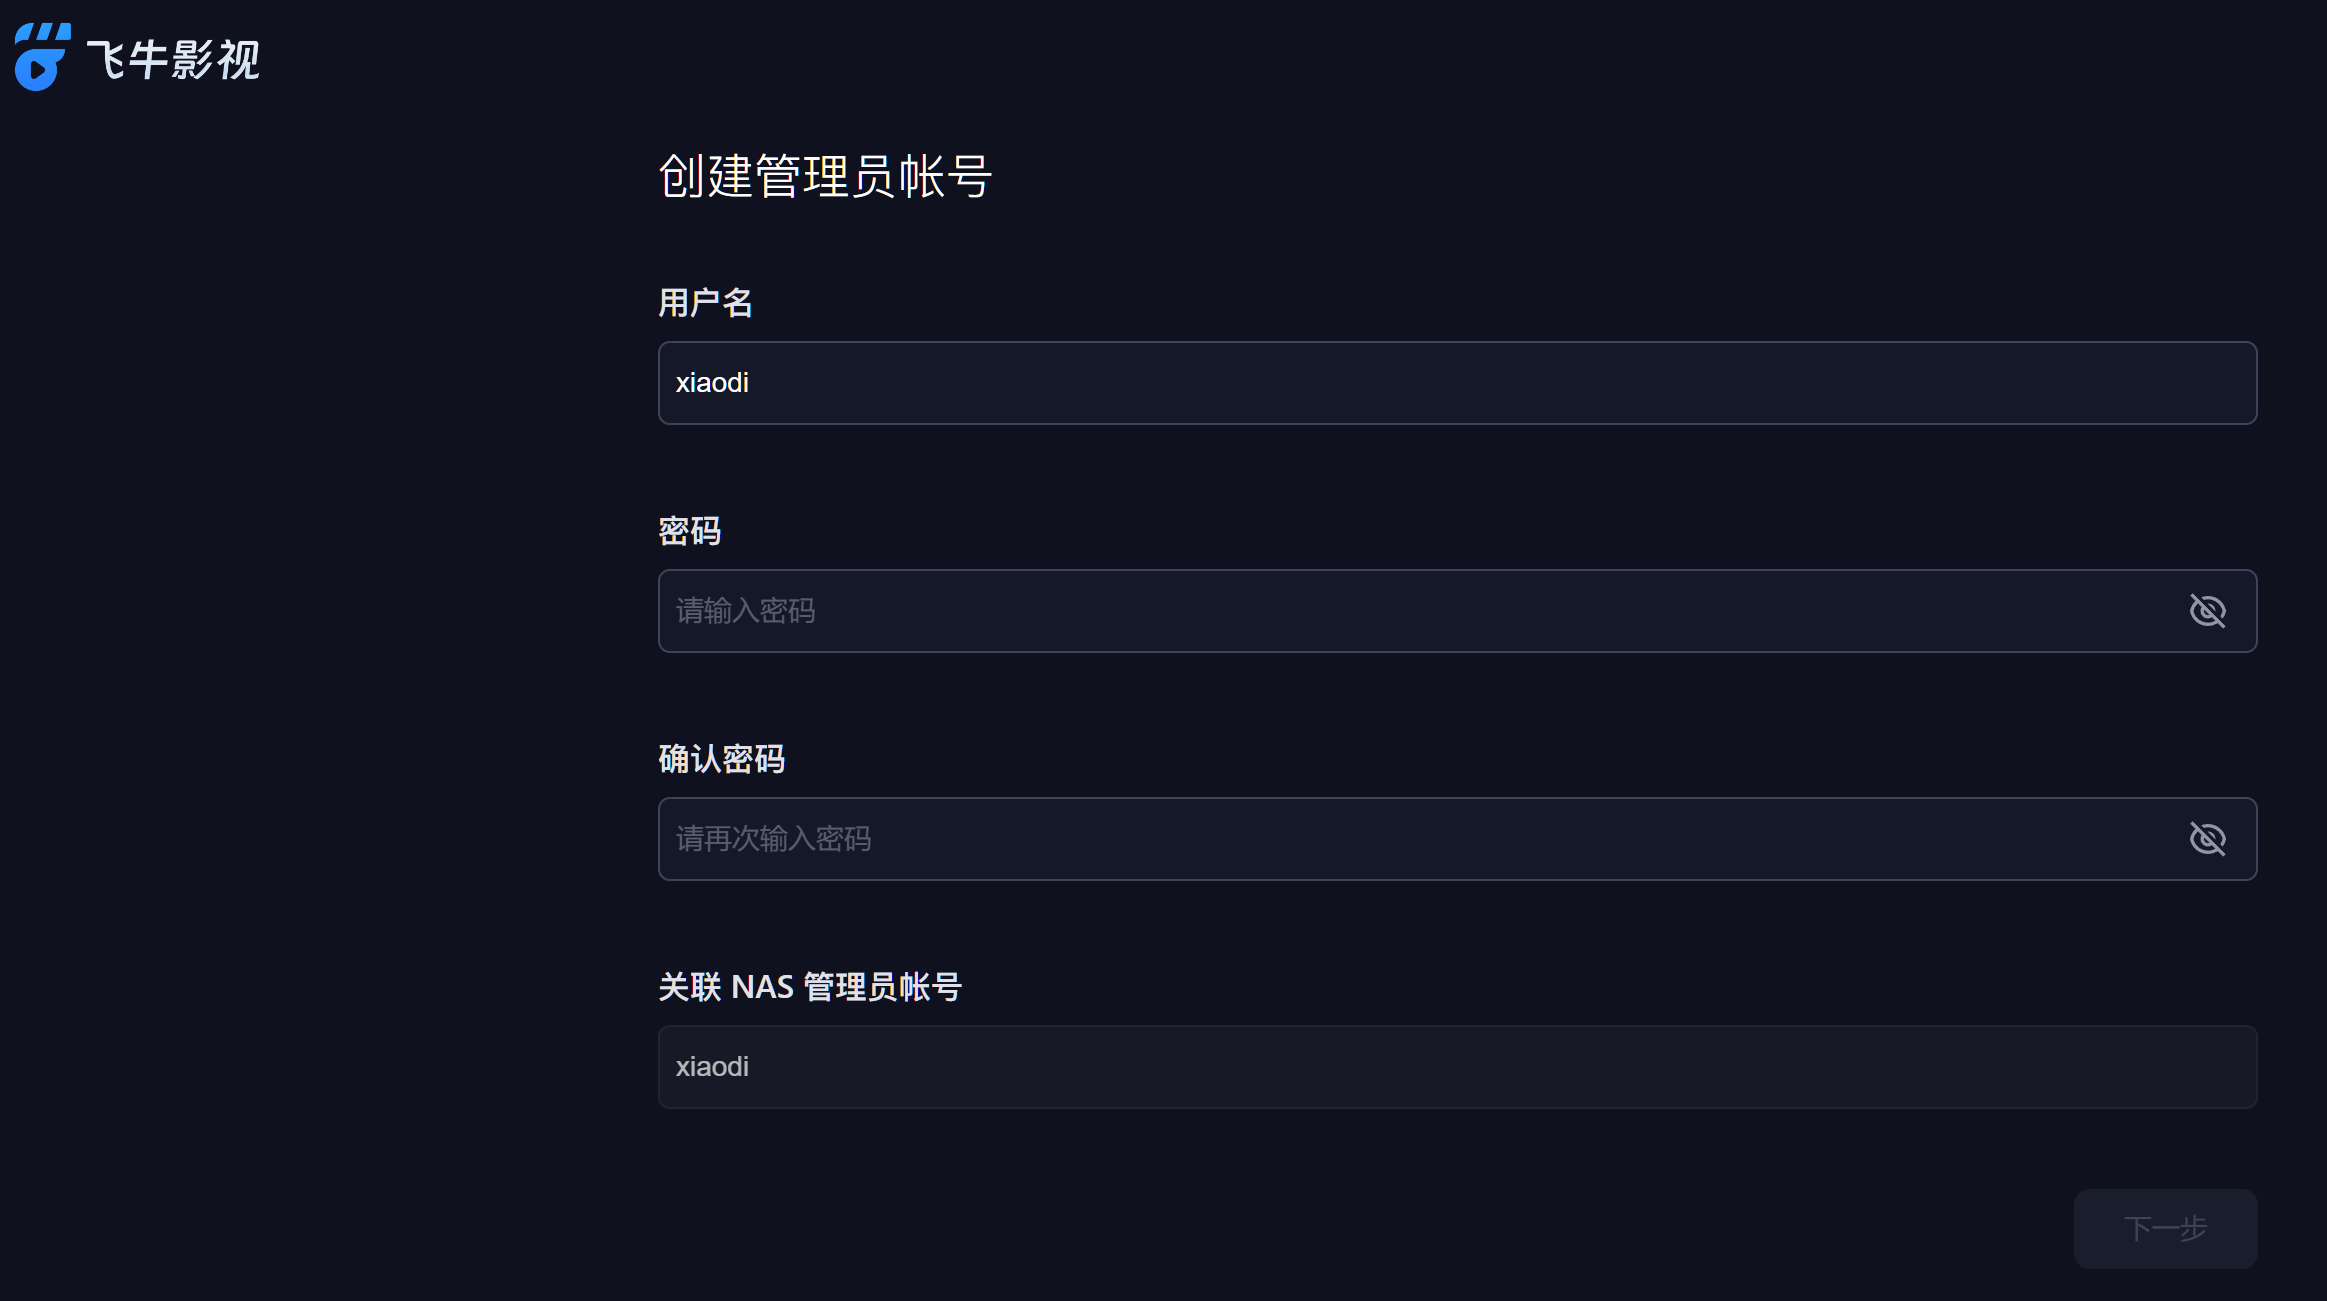 飞牛影视
创建管理员帐号
用户名
xiaodi
密码
请输入密码
确认密码
请再次输入密码
关联 NAS 管理员帐号
xiaodi
下一步